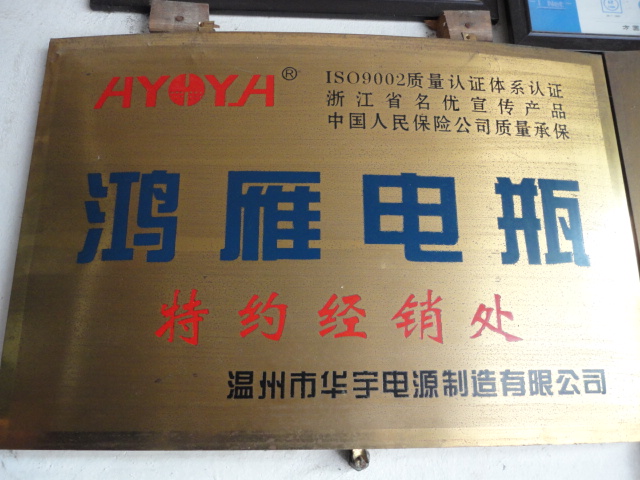 AYOYA® ISO9002质量认证体系认证
浙江省名优宣传产品
中国人民保险公司质量承保
鸿雁电瓶
特约经销处
温州市华宇电源制造有限公司